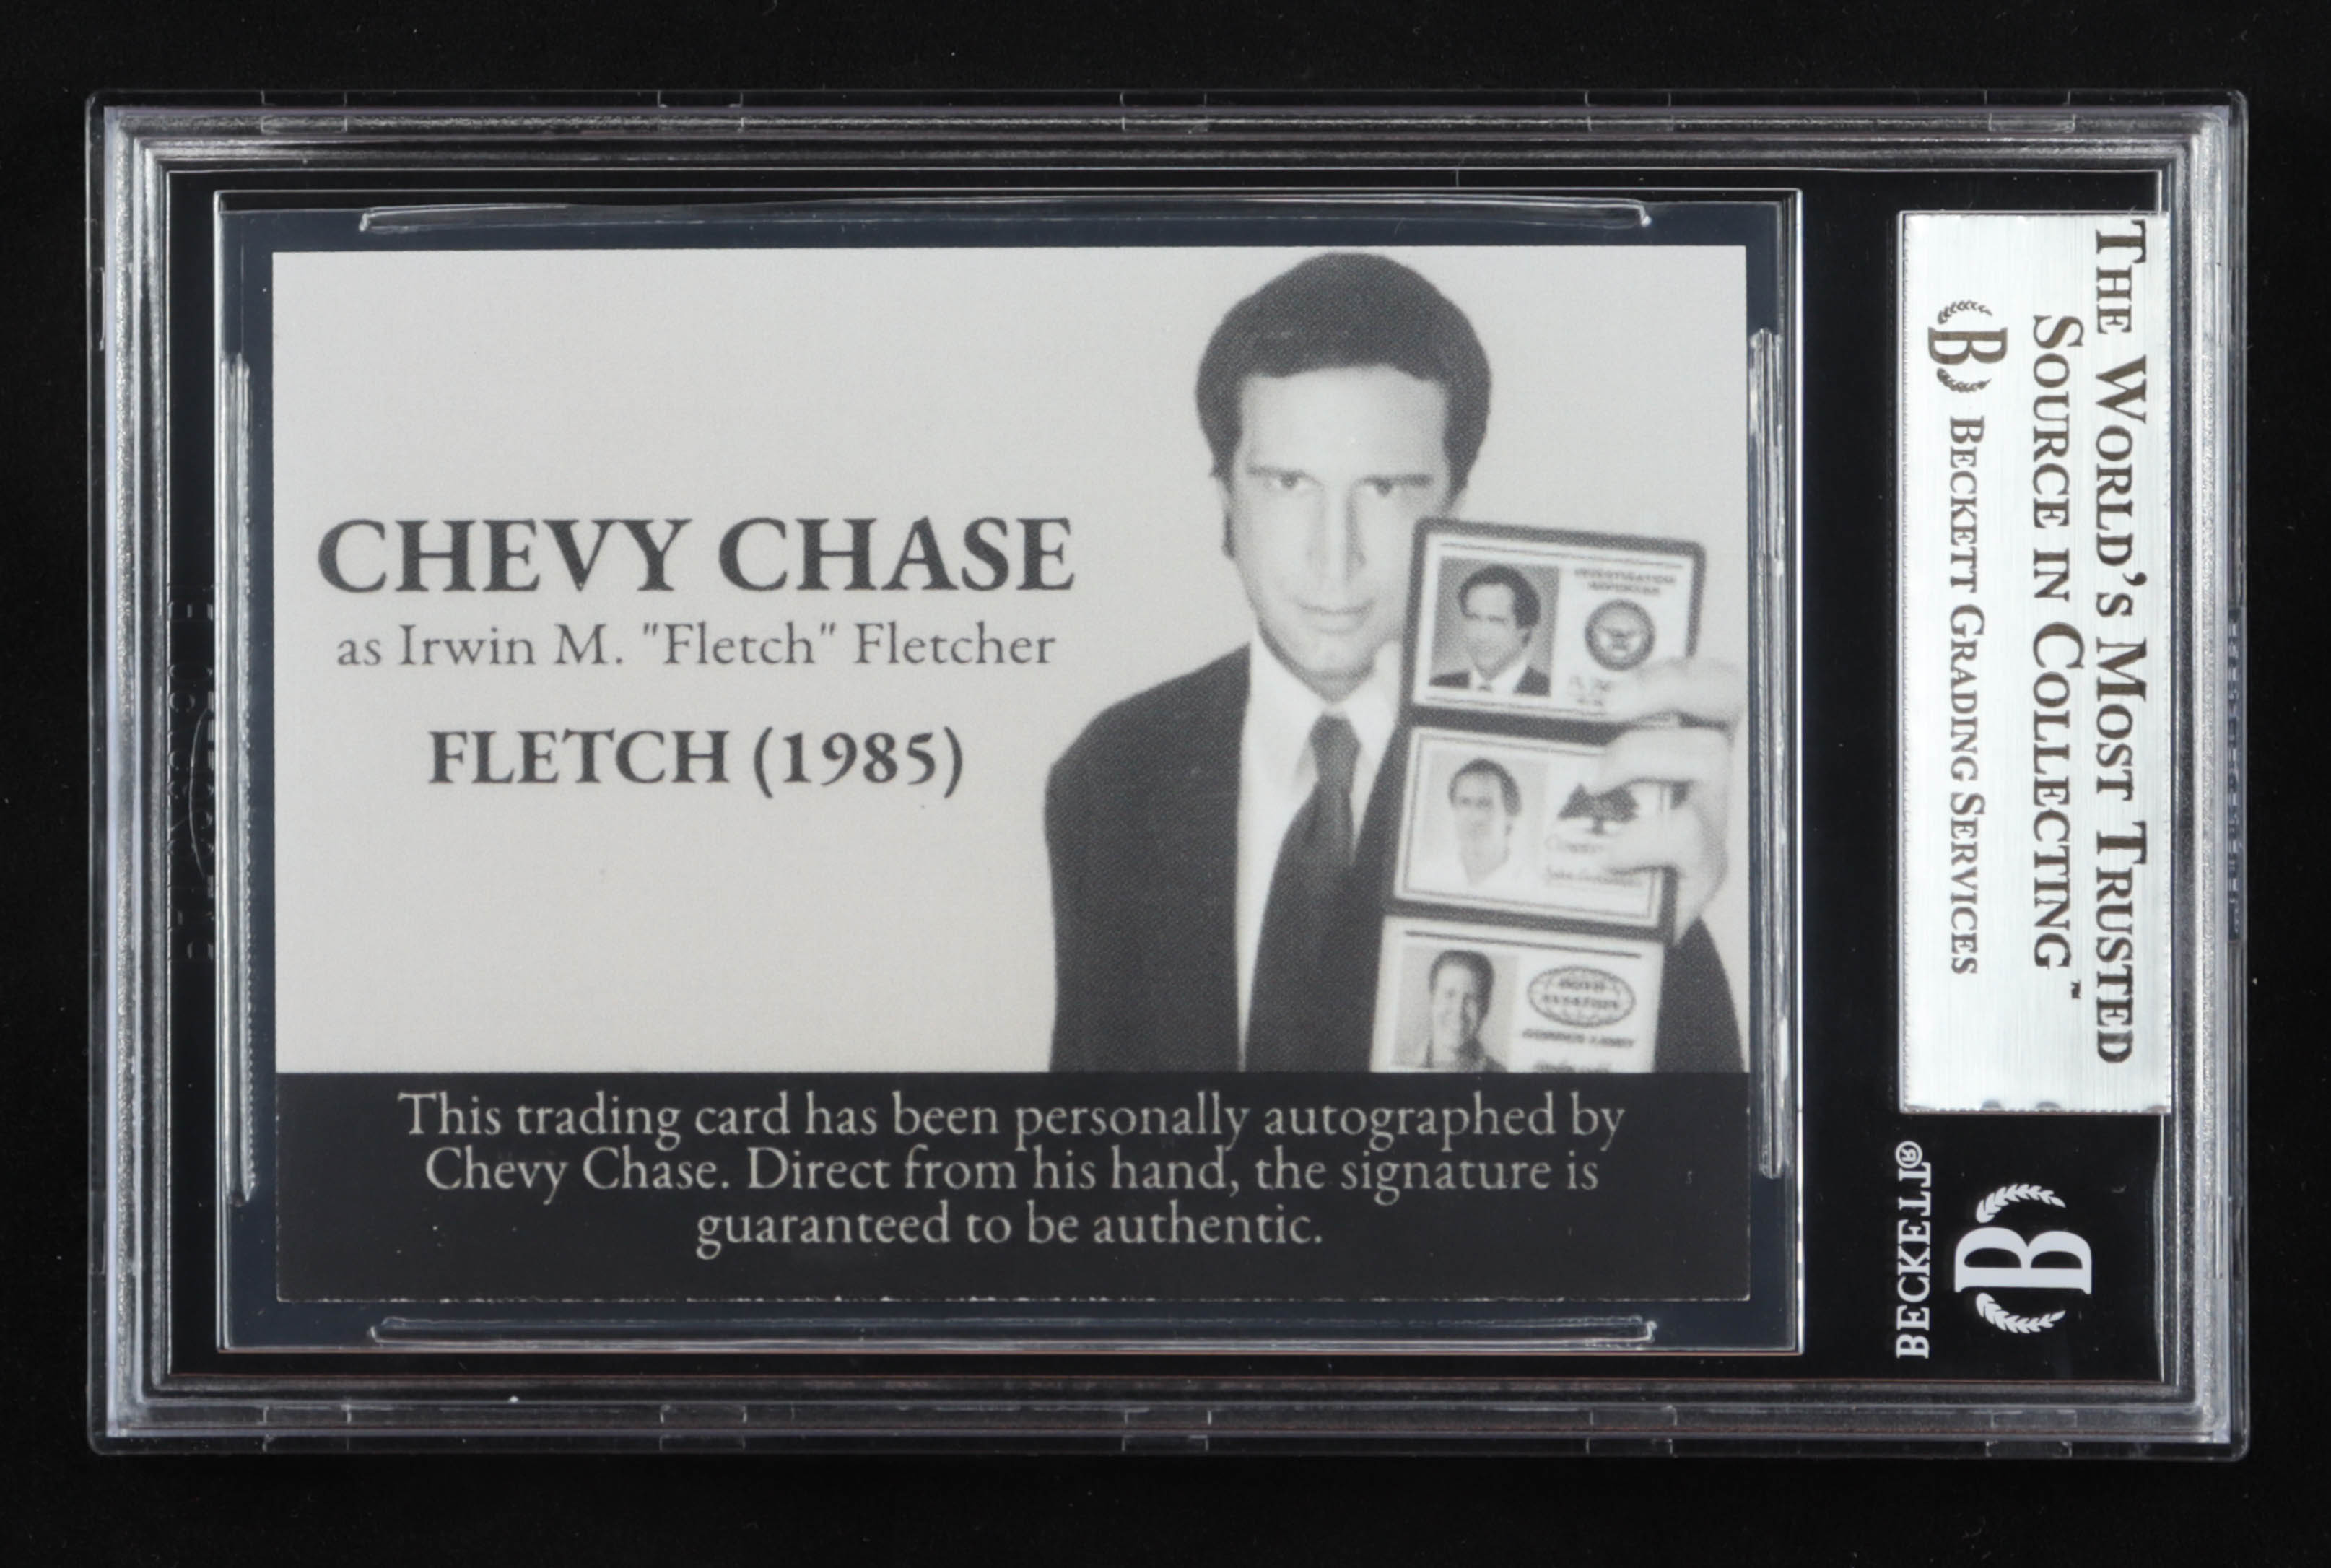 CHEVY CHASE
as Irwin M. "Fletch" Fletcher
FLETCH (1985)
This trading card has been personally autographed by
Chevy Chase. Direct from his hand, the signature is
guaranteed to be authentic.
THE WORLD'S MOST TRUSTED
SOURCE IN COLLECTING™
B BECKETT GRADING SERVICES
BECKETT®
B